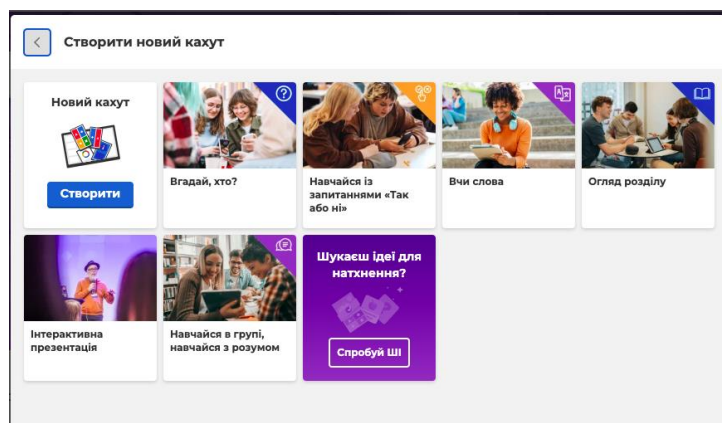 Створити новий кахут
Новий кахут
Створити
Вгадай, хто?
Навчайся із
запитаннями «Так
або ні»
Вчи слова
Огляд розділу
Інтерактивна
презентація
Навчайся в групі,
навчайся з розумом
Шукаєш ідеї для
натхнення?
Спробуй ШІ